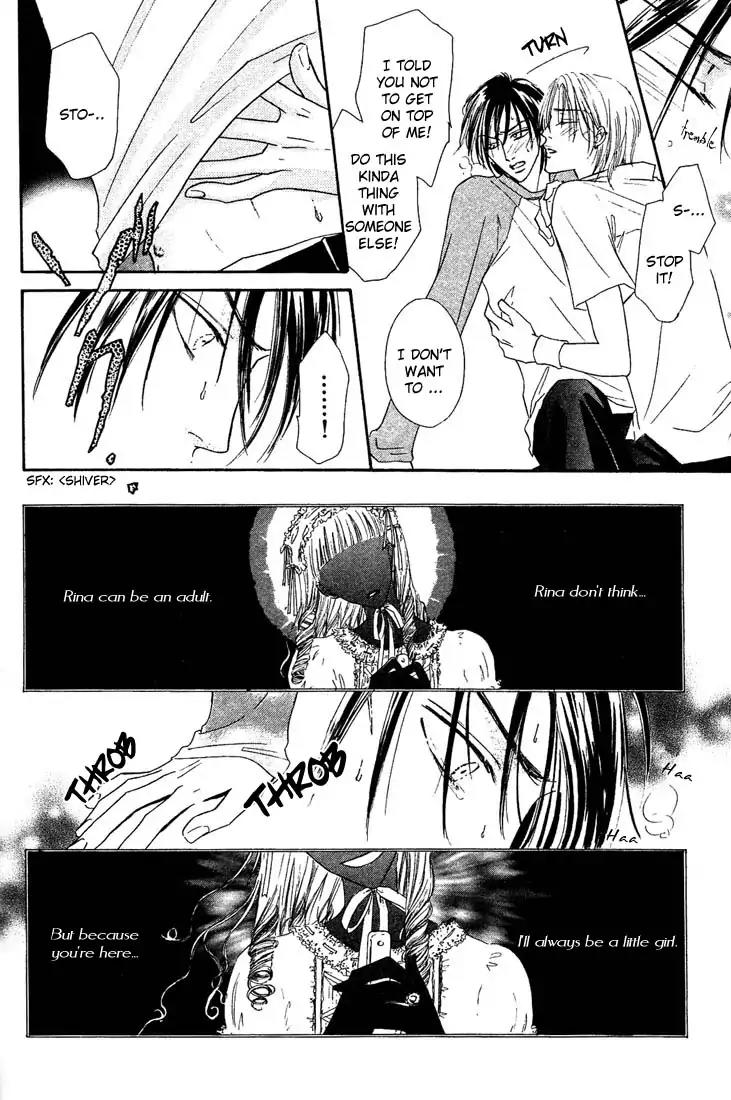 tremble
S-...
STOP
IT!
TURN
I TOLD
YOU NOT
TO GET
ON TOP
OF ME!
DO THIS
KINDA
THING
WITH
SOMEONE
ELSE!
I DON'T
WANT
TO ...
STO-..
.......!
SFX: <SHIVER>
Rina don't think...
Rina can be an adult.
THROB
THROB
Haa
Haa
I'll always be a little girl.
But because
you're here...